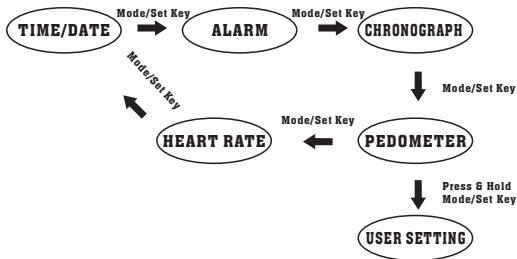 Mode/Set Key
Mode/Set Key
TIME/DATE
ALARM
CHRONOGRAPH
Mode/Set Key
Mode/Set Key
Mode/Set Key
HEART RATE
PEDOMETER
Press & Hold
Mode/Set Key
USER SETTING